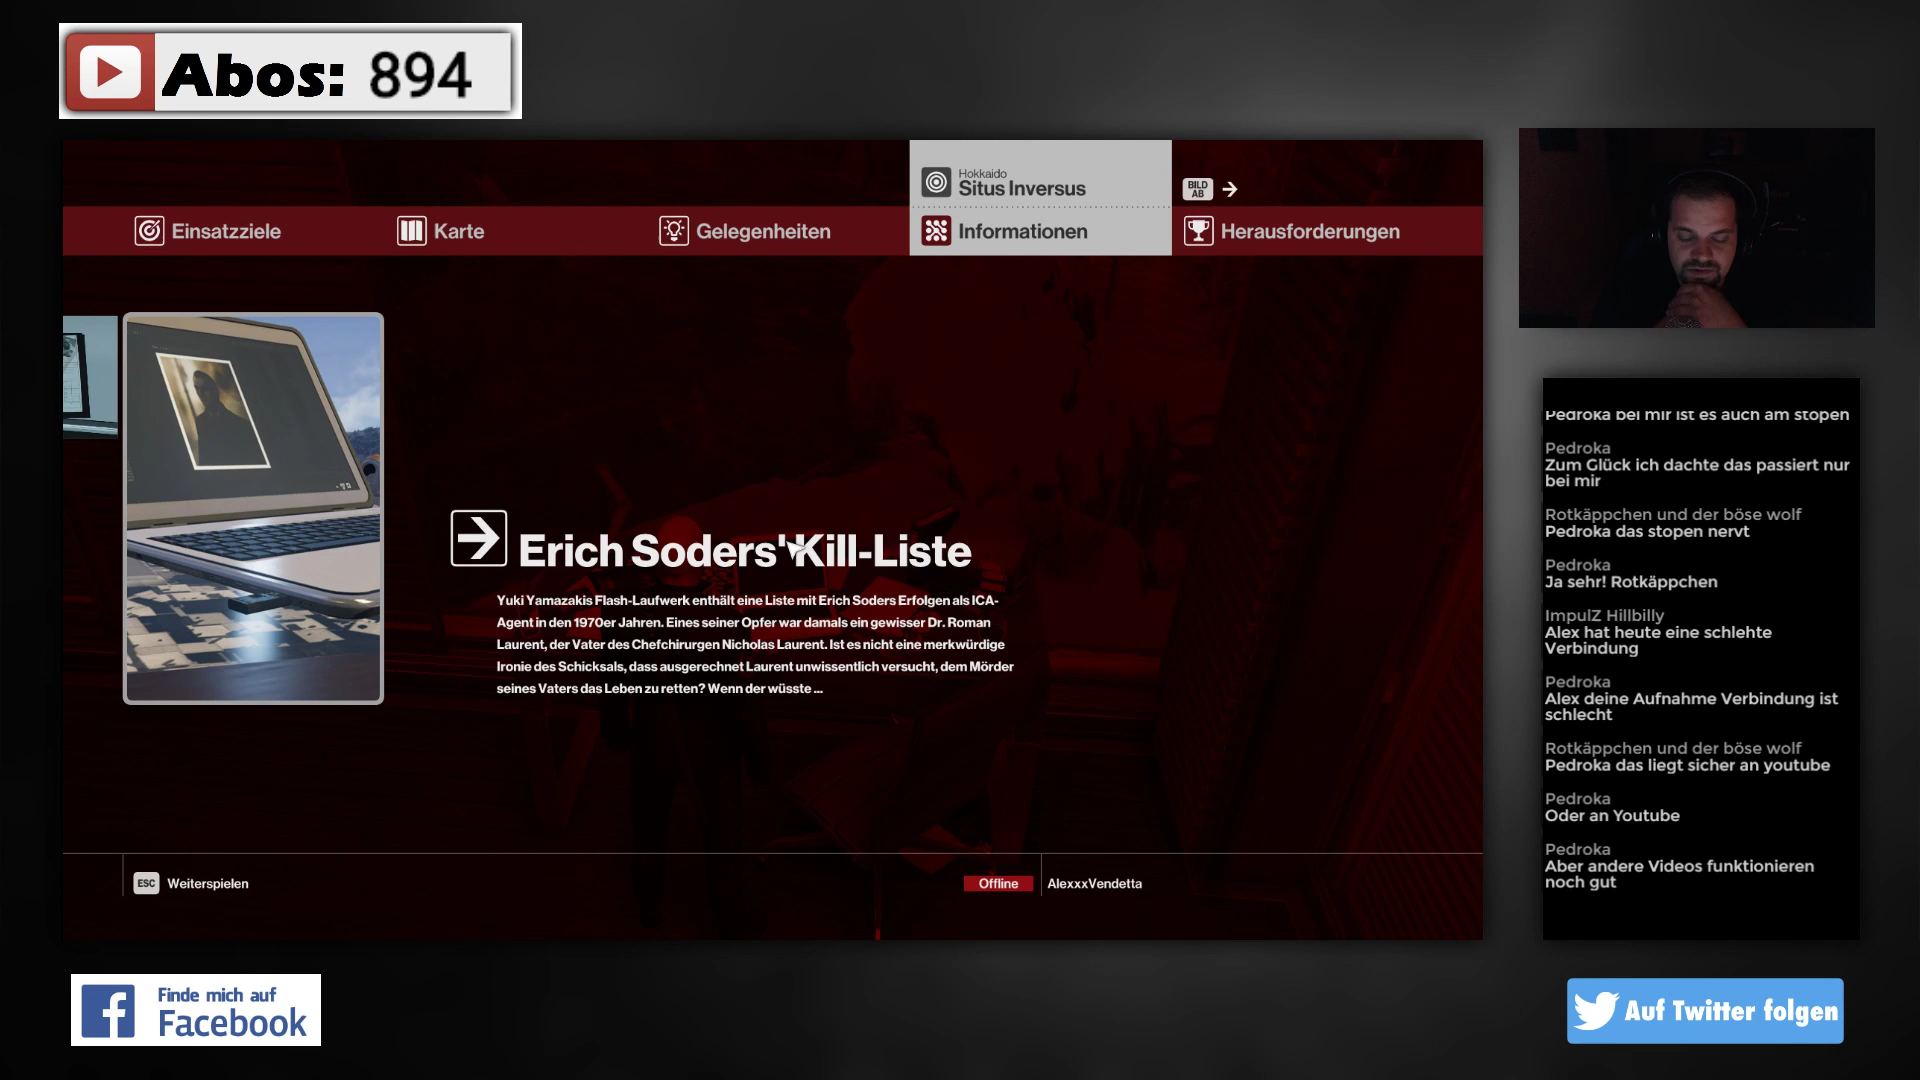 Abos: 894
Hokkaido
Situs Inversus
BILD
AB
Einsatzziele
Karte
Gelegenheiten
Informationen
Herausforderungen
Erich Soders' Kill-Liste
Yuki Yamazakis Flash-Laufwerk enthält eine Liste mit Erich Soders Erfolgen als ICA-
Agent in den 1970er Jahren. Eines seiner Opfer war damals ein gewisser Dr. Roman
Laurent, der Vater des Chefchirurgen Nicholas Laurent. Ist es nicht eine merkwürdige
Ironie des Schicksals, dass ausgerechnet Laurent unwissentlich versucht, dem Mörder
seines Vaters das Leben zu retten? Wenn der wüsste ...
ESC
Weiterspielen
Offline
AlexxxVendetta
Pedroka bei mir ist es auch am stopen
Pedroka
Zum Glück ich dachte das passiert nur
bei mir
Rotkäppchen und der böse wolf
Pedroka das stopen nervt
Pedroka
Ja sehr! Rotkäppchen
ImpulZ Hillbilly
Alex hat heute eine schlehte
Verbindung
Pedroka
Alex deine Aufnahme Verbindung ist
schlecht
Rotkäppchen und der böse wolf
Pedroka das liegt sicher an youtube
Pedroka
Oder an Youtube
Pedroka
Aber andere Videos funktionieren
noch gut
Finde mich auf
Facebook
Auf Twitter folgen